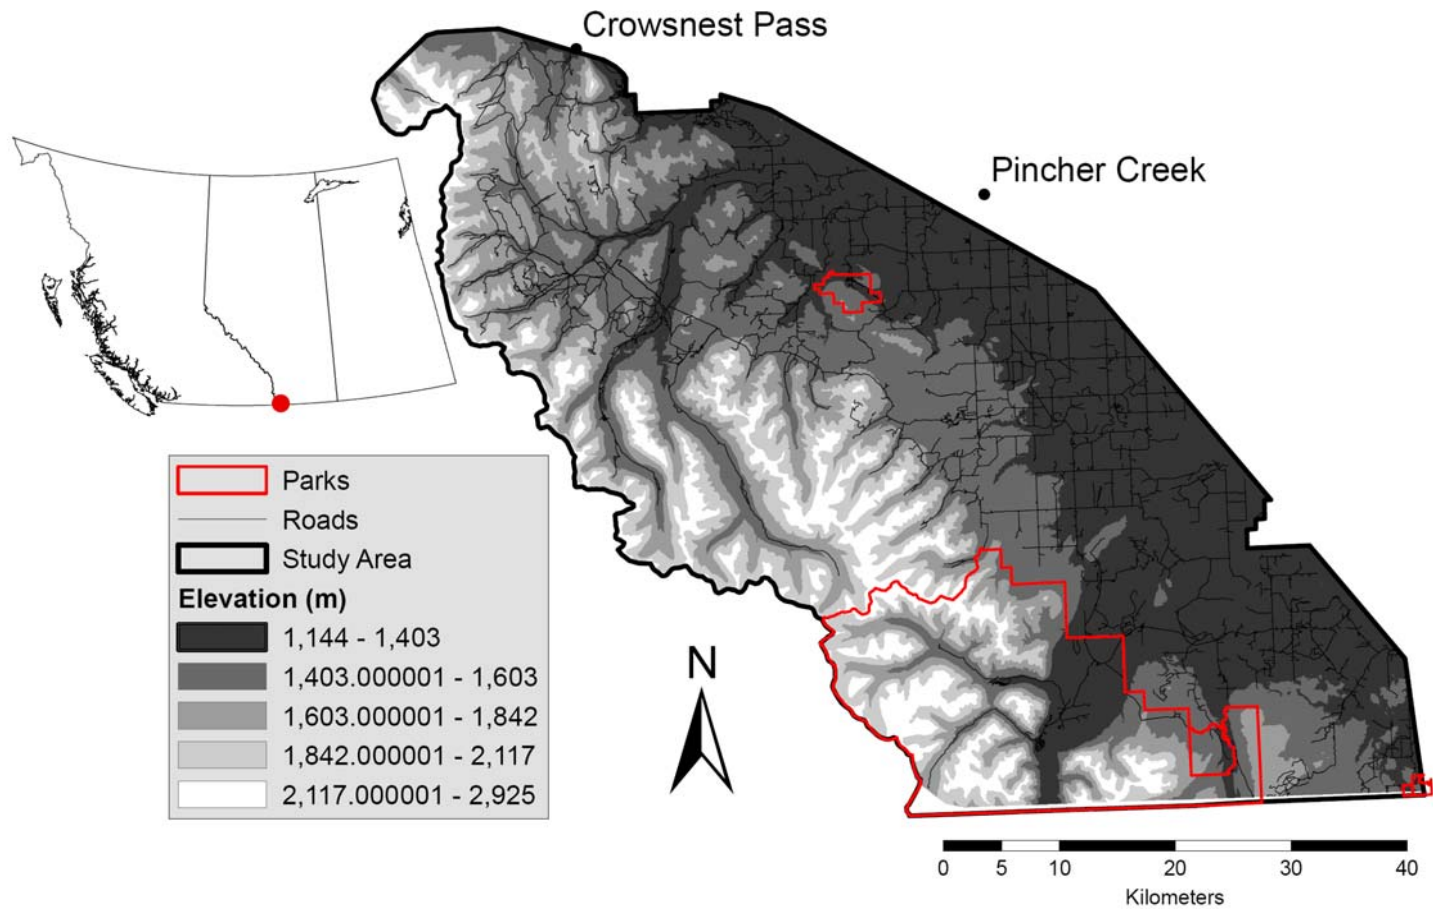 Crowsnest Pass
Pincher Creek
Parks
Roads
Study Area
Elevation (m)
1,144 - 1,403
1,403.000001 - 1,603
1,603.000001 - 1,842
1,842.000001 - 2,117
2,117.000001 - 2,925
N
0 5 10 20 30 40
Kilometers